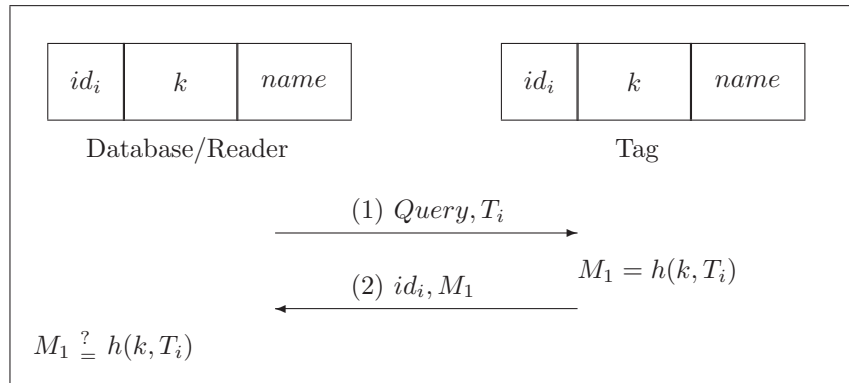 id_i k name id_i k name
Database/Reader Tag
(1) Query, T_i
M_1 = h(k, T_i)
(2) id_i, M_1
M_1 ?= h(k, T_i)